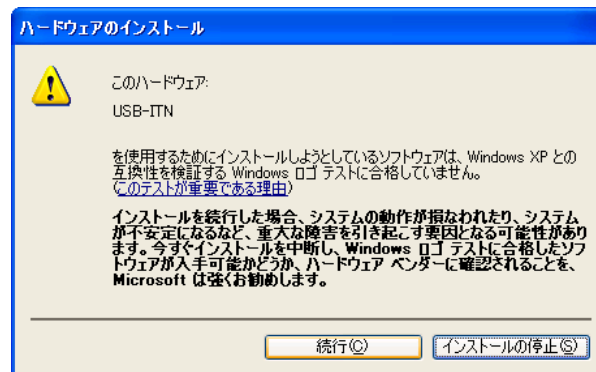 ハードウェアのインストール
このハードウェア:
USB-ITN
を使用するためにインストールしようとしているソフトウェアは、Windows XP との
互換性を検証する Windows ロゴ テストに合格していません。
(このテストが重要である理由)
インストールを続行した場合、システムの動作が損なわれたり、システム
が不安定になるなど、重大な障害を引き起こす要因となる可能性があり
ます。今すぐインストールを中断し、Windows ロゴ テストに合格したソフ
トウェアが入手可能かどうか、ハードウェア ベンダーに確認されることを、
Microsoft は強くお勧めします。
続行(C) インストールの停止(S)